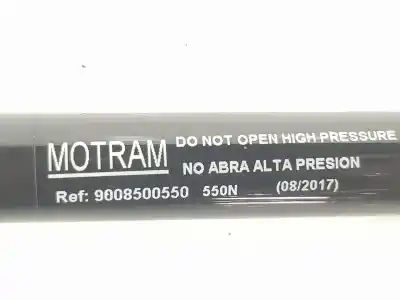 MOTRAM DO NOT OPEN HIGH PRESSURE
NO ABRA ALTA PRESION
Ref: 9008500550 550N (08/2017)